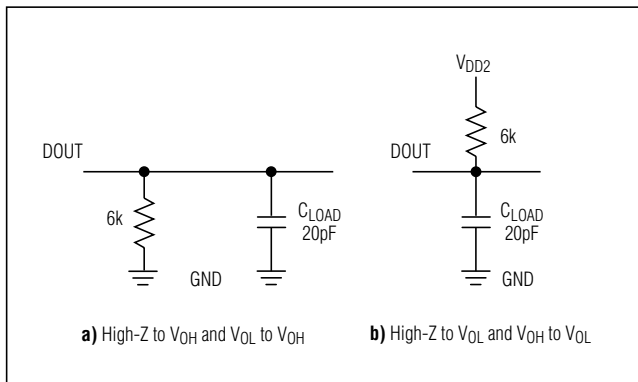 DOUT
6k
C_LOAD
20pF
GND
a) High-Z to V_OH and V_OL to V_OH
V_DD2
6k
DOUT
C_LOAD
20pF
GND
b) High-Z to V_OL and V_OH to V_OL